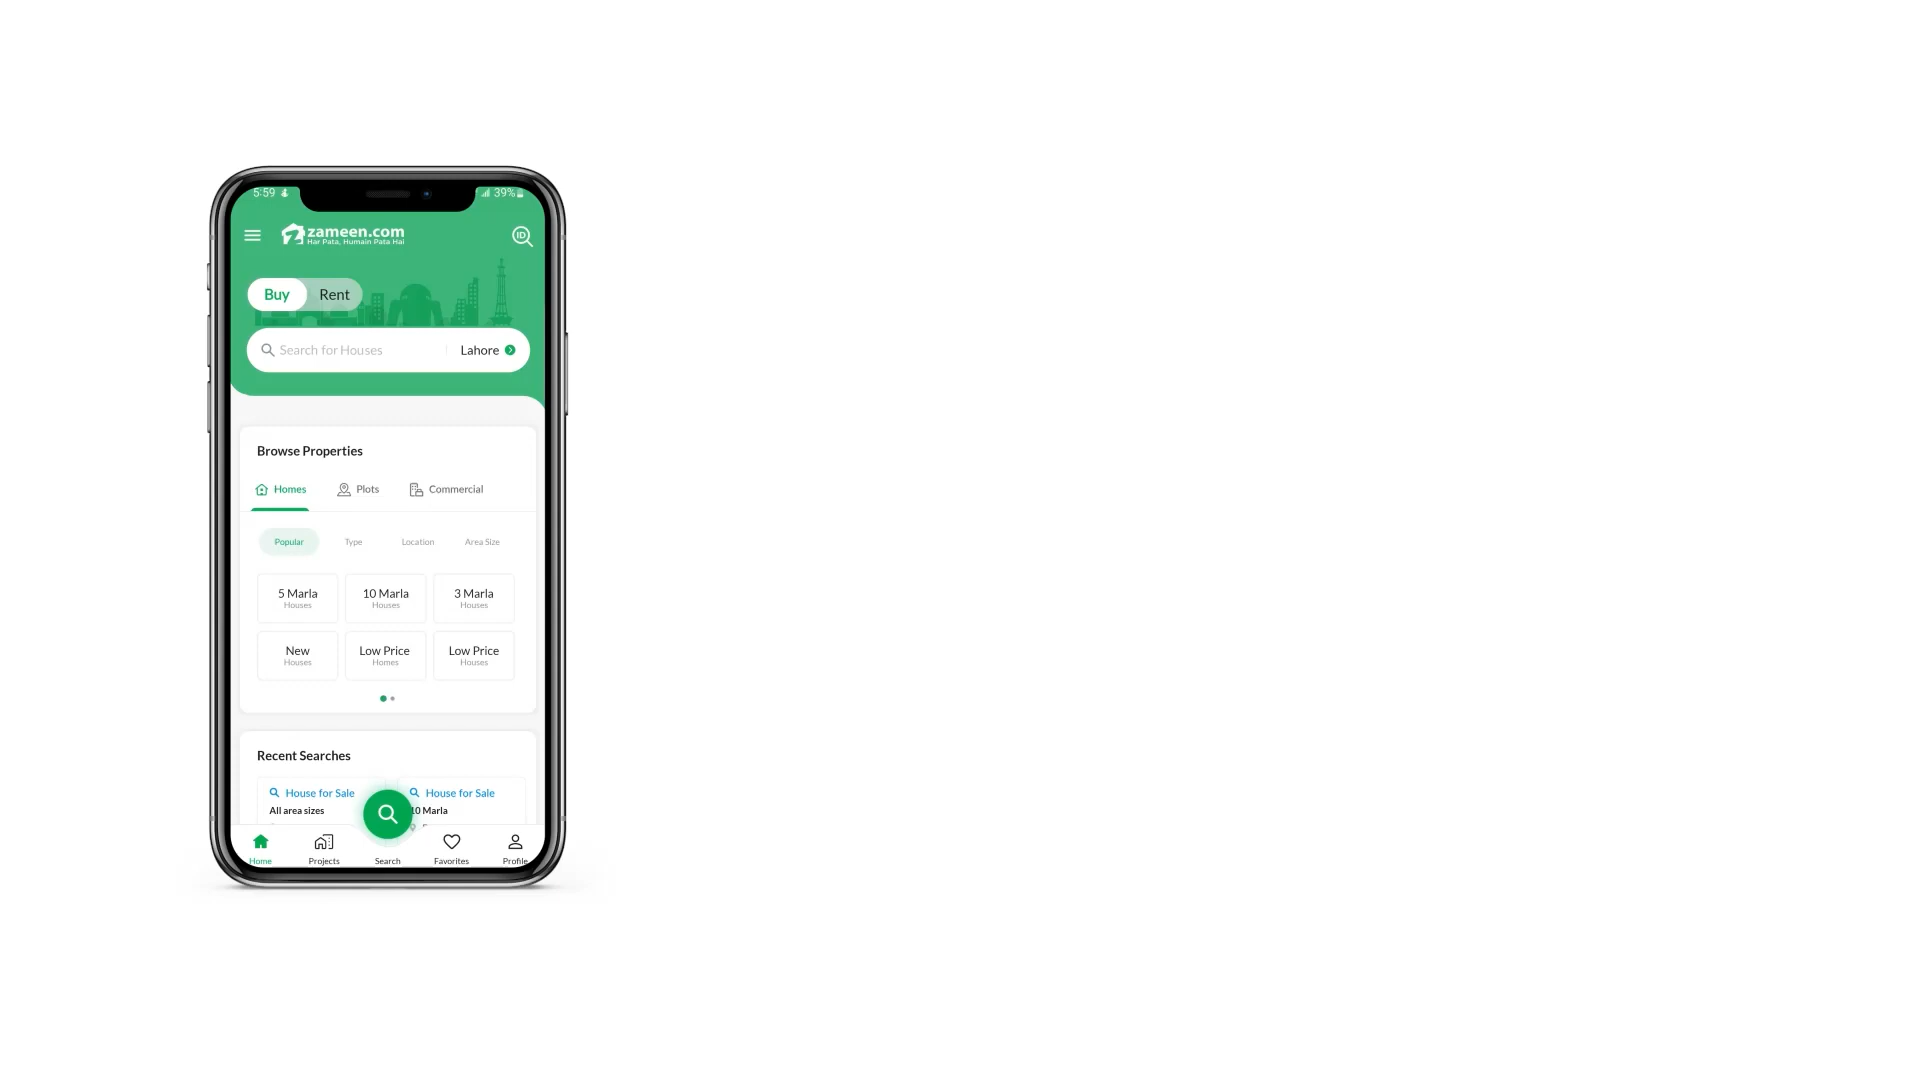 5:59
39%
zameen.com
Har Pata, Humain Pata Hai
ID
Buy Rent
Search for Houses Lahore
Browse Properties
Homes Plots Commercial
Popular Type Location Area Size
5 Marla 10 Marla 3 Marla
Houses Houses Houses
New Low Price Low Price
Houses Homes Houses
Recent Searches
House for Sale House for Sale
All area sizes 10 Marla
Home Projects Search Favorites Profile